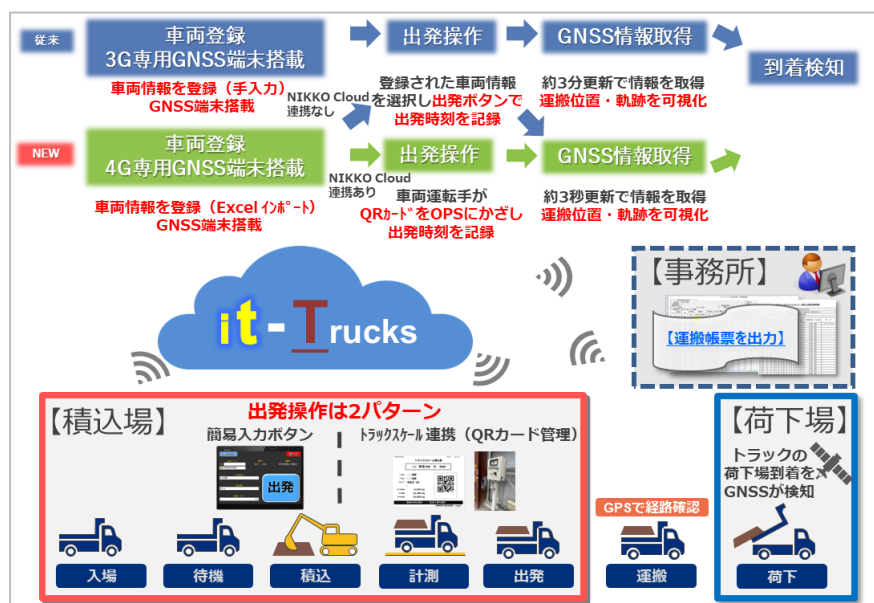 従来
車両登録
3G専用GNSS端末搭載
出発操作
GNSS情報取得
到着検知
車両情報を登録（手入力）
GNSS端末搭載
NIKKO Cloud
連携なし
登録された車両情報
を選択し出発ボタンで
出発時刻を記録
約3分更新で情報を取得
運搬位置・軌跡を可視化
NEW
車両登録
4G専用GNSS端末搭載
出発操作
GNSS情報取得
車両情報を登録（Excel ｲﾝﾎﾟｰﾄ）
GNSS端末搭載
NIKKO Cloud
連携あり
車両運転手が
QRｶｰﾄﾞをOPSにかざし
出発時刻を記録
約3秒更新で情報を取得
運搬位置・軌跡を可視化
it-Trucks
【事務所】
【運搬帳票を出力】
【積込場】
出発操作は2パターン
簡易入力ボタン
ﾄﾗｯｸｽｹｰﾙ連携（QRカード管理）
出発
入場
待機
積込
計測
出発
GPSで経路確認
運搬
【荷下場】
トラックの
荷下場到着を
GNSSが検知
荷下